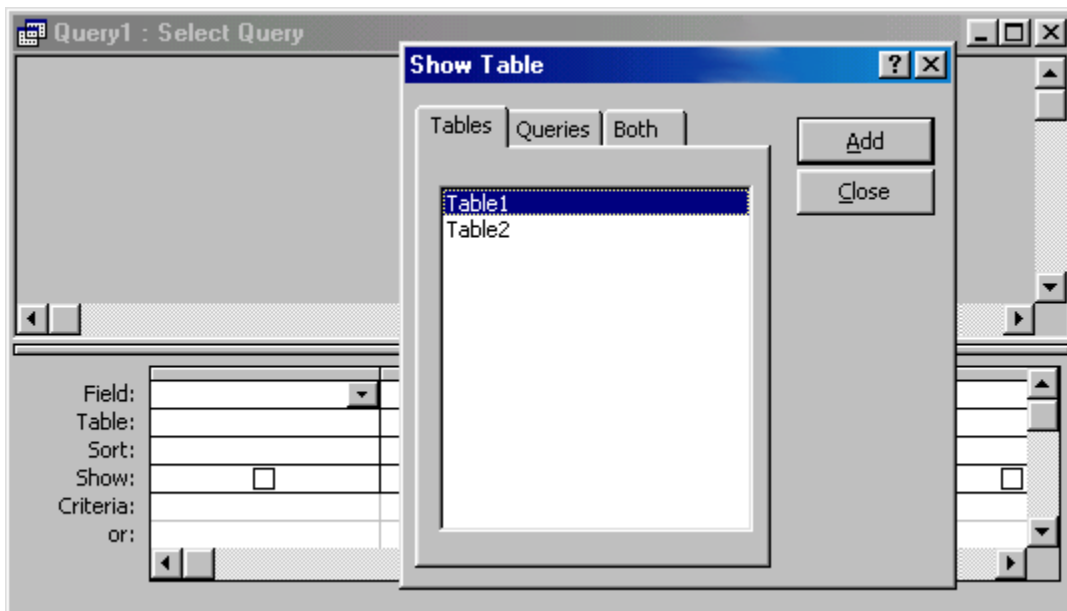 Query1 : Select Query
Show Table
?
Tables Queries Both
Add
Close
Table1
Table2
Field:
Table:
Sort:
Show:
Criteria:
or: